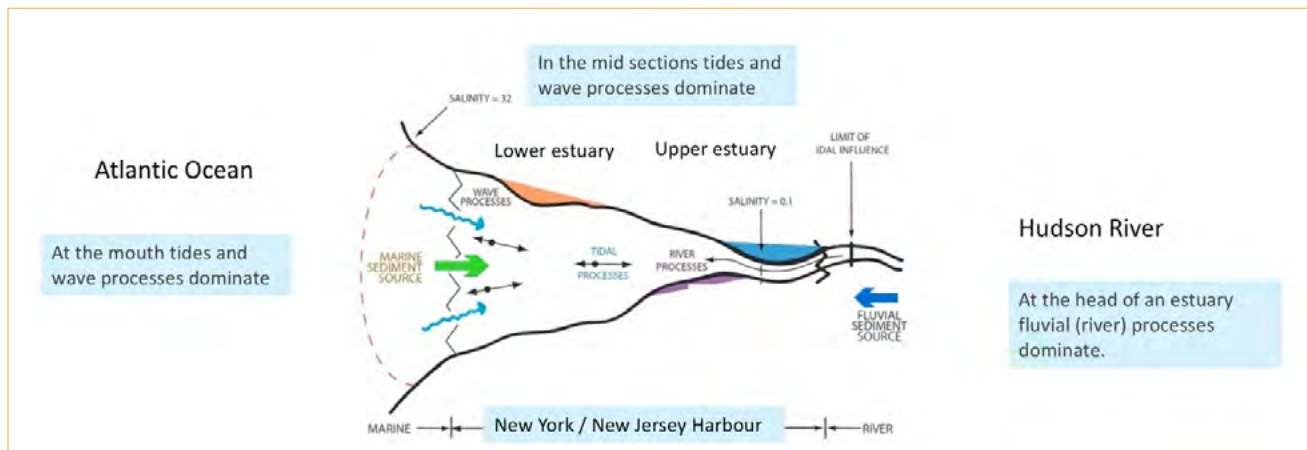 In the mid sections tides and
wave processes dominate
SALINITY = 32
LIMIT OF
IDAL INFLUENCE
Lower estuary
Upper estuary
Atlantic Ocean
WAVE
PROCESSES
SALINITY = 0.1
Hudson River
At the mouth tides and
wave processes dominate
MARINE
SEDIMENT
SOURCE
TIDAL
PROCESSES
RIVER
PROCESSES
FLUVIAL
SEDIMENT
SOURCE
At the head of an estuary
fluvial (river) processes
dominate.
MARINE
New York / New Jersey Harbour
RIVER